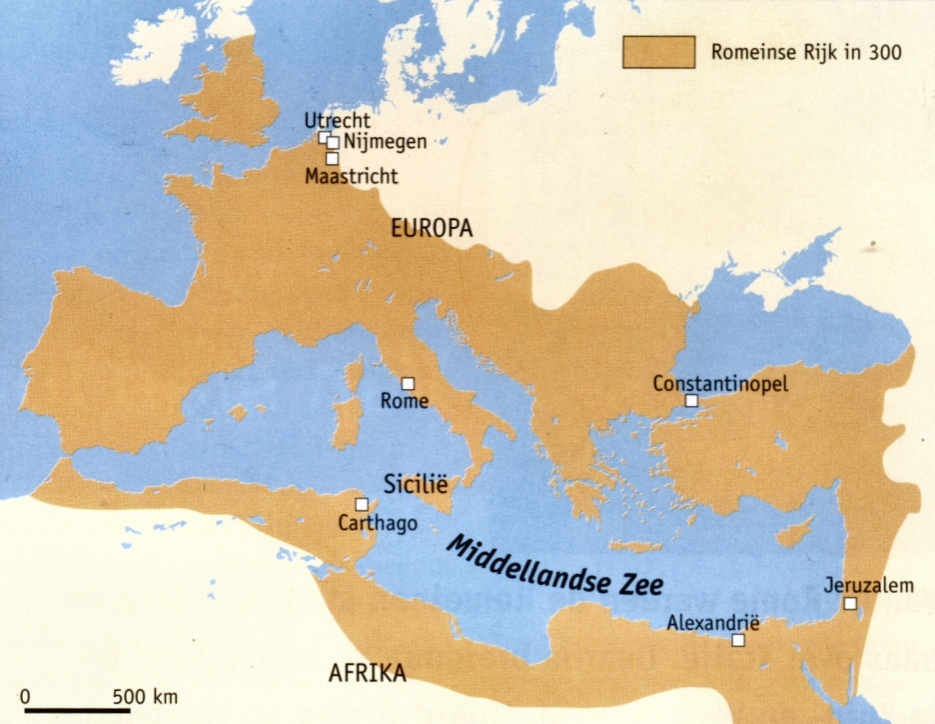 Romeinse Rijk in 300
Utrecht
Nijmegen
Maastricht
EUROPA
Constantinopel
Rome
Sicilië
Carthago
Middellandse Zee
Jeruzalem
Alexandrië
AFRIKA
0 500 km